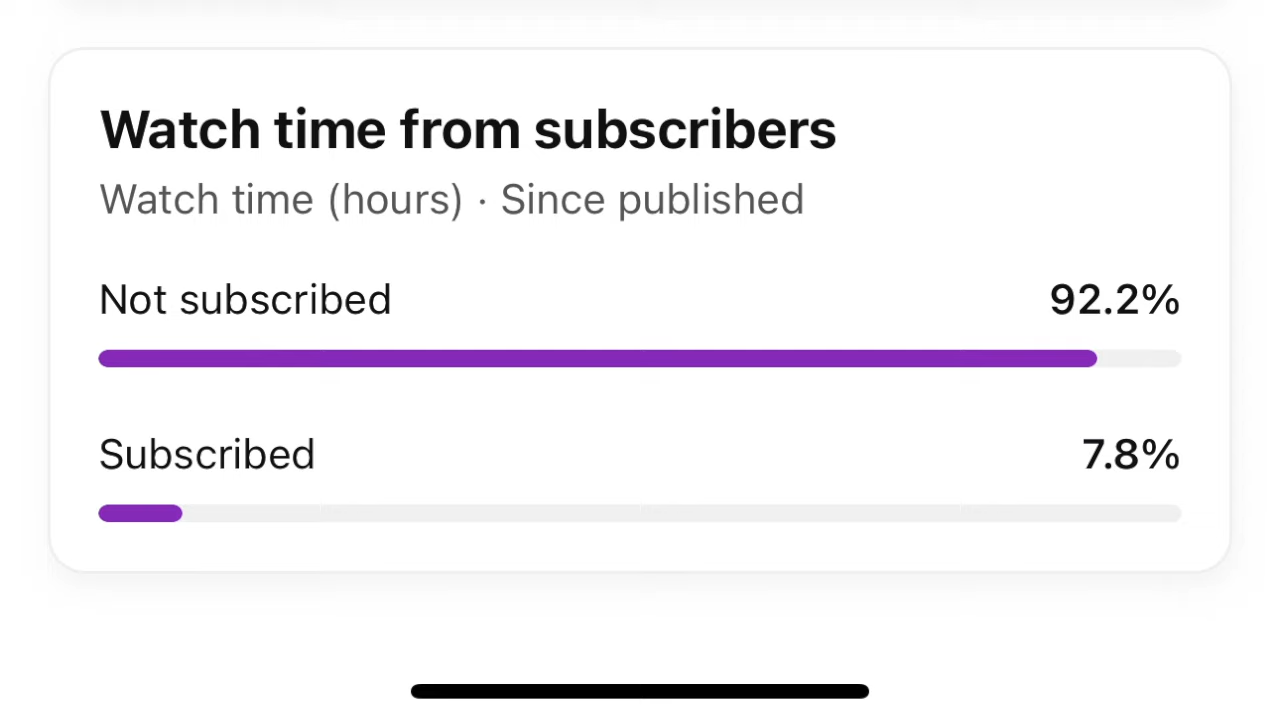 Watch time from subscribers
Watch time (hours) · Since published
Not subscribed 92.2%
Subscribed 7.8%